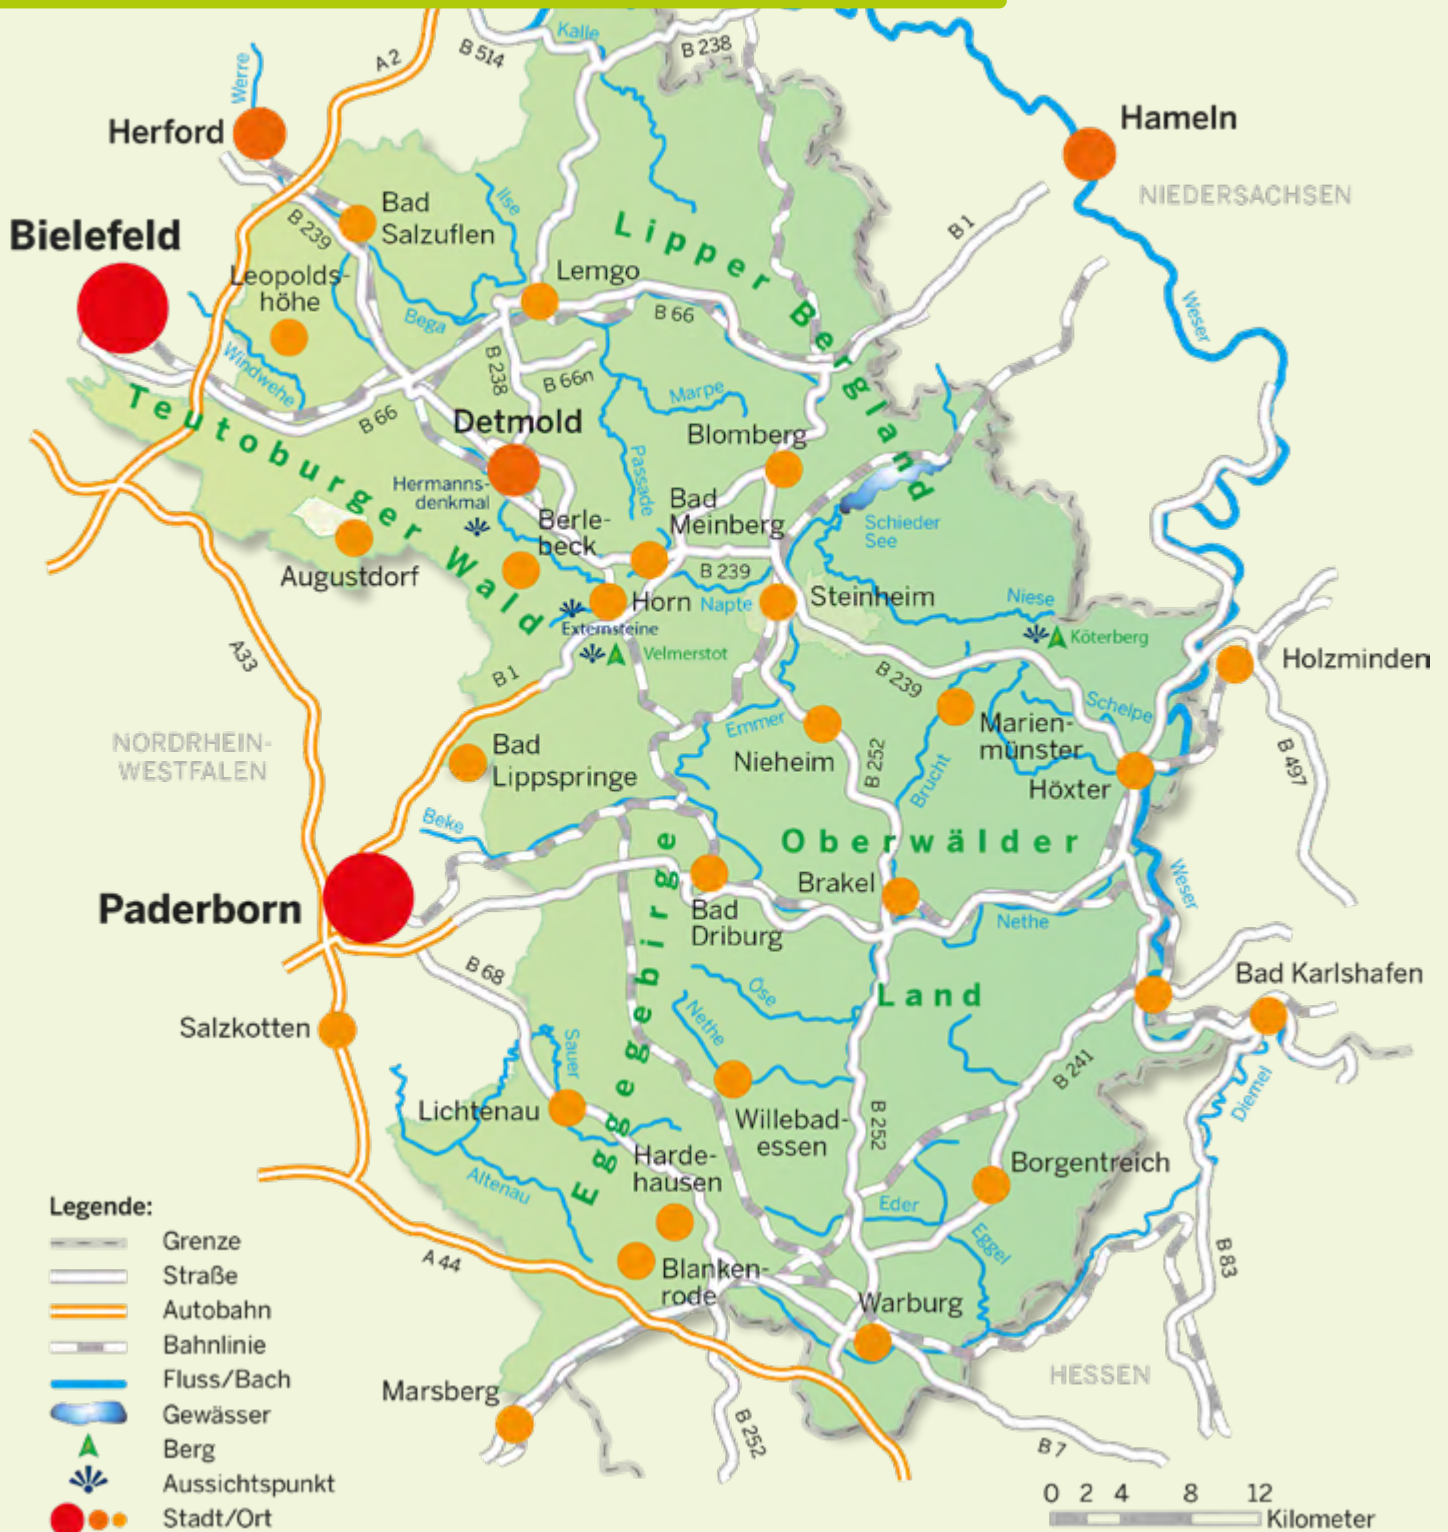 Kalle
B 514
B 238
A 2
Werre
Herford
Hameln
NIEDERSACHSEN
Bad
Salzuflen
Ilse
B 239
Bielefeld
Lipper Bergland
B 1
Leopolds-
höhe
Lemgo
Weser
Bega
B 66
Windwehe
B 238
B 66n
Marpe
Teutoburger Wald
B 66
Detmold
Blomberg
Passade
Hermanns-
denkmal
Bad
Meinberg
Berle-
beck
Schieder
See
Augustdorf
B 239
Horn
Napte
Steinheim
Niese
Externsteine
Köterberg
Velmerstot
A33
B 1
B 239
Holzminden
Schelpe
Emmer
Marien-
münster
NORDRHEIN-
WESTFALEN
Bad
Lippspringe
Nieheim
B 252
Brucht
Höxter
B 497
Beke
Oberwälder
Land
Eggegebirge
Brakel
Weser
Paderborn
Bad
Driburg
Nethe
B 68
Öse
Bad Karlshafen
Nethe
Salzkotten
Sauer
B 241
Diemel
Lichtenau
Willebad-
essen
B 252
Harde-
hausen
Borgentreich
Altenau
Eder
Eggel
A 44
B 83
Blanken-
rode
Warburg
HESSEN
Marsberg
B 252
B 7
Legende:
Grenze
Straße
Autobahn
Bahnlinie
Fluss/Bach
Gewässer
Berg
Aussichtspunkt
Stadt/Ort
0 2 4 8 12
Kilometer